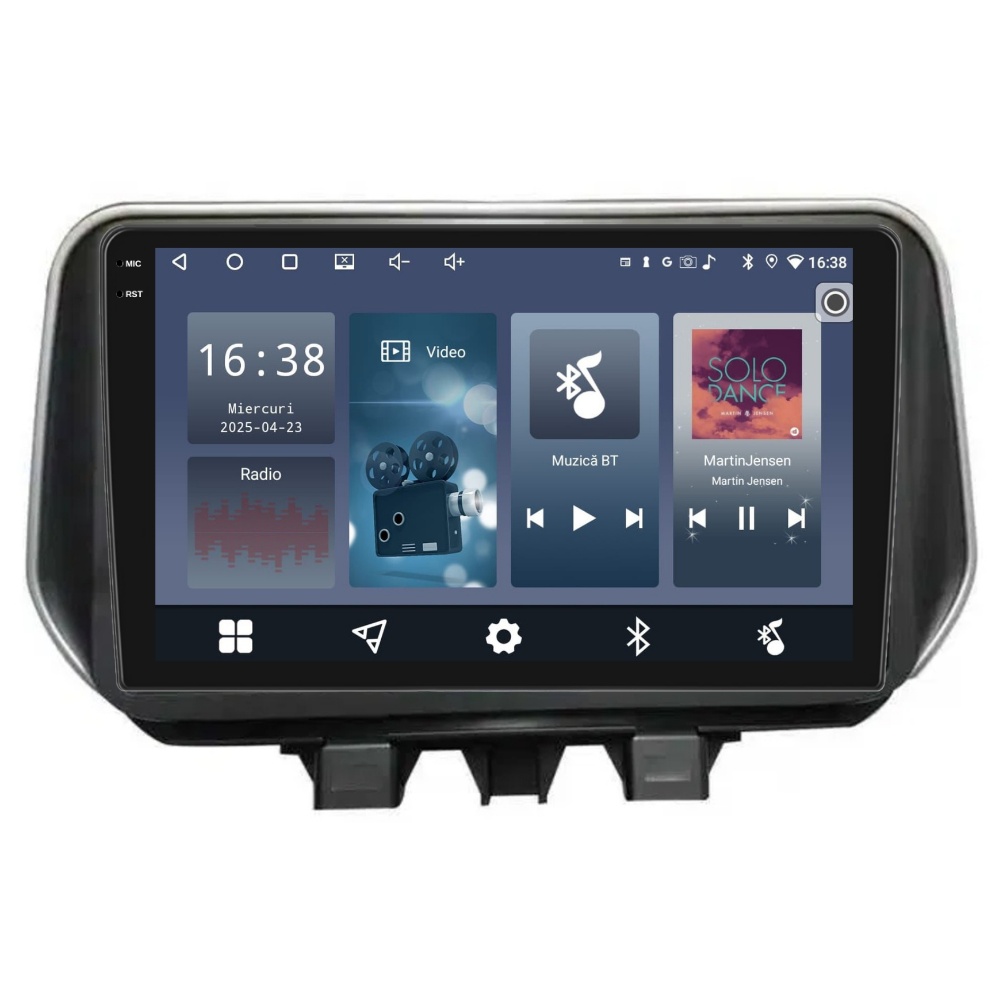 MIC
RST
16:38
16:38
Miercuri
2025-04-23
Radio
Video
Muzică BT
SOLO
DANCE
MARTIN JENSEN
MartinJensen
Martin Jensen